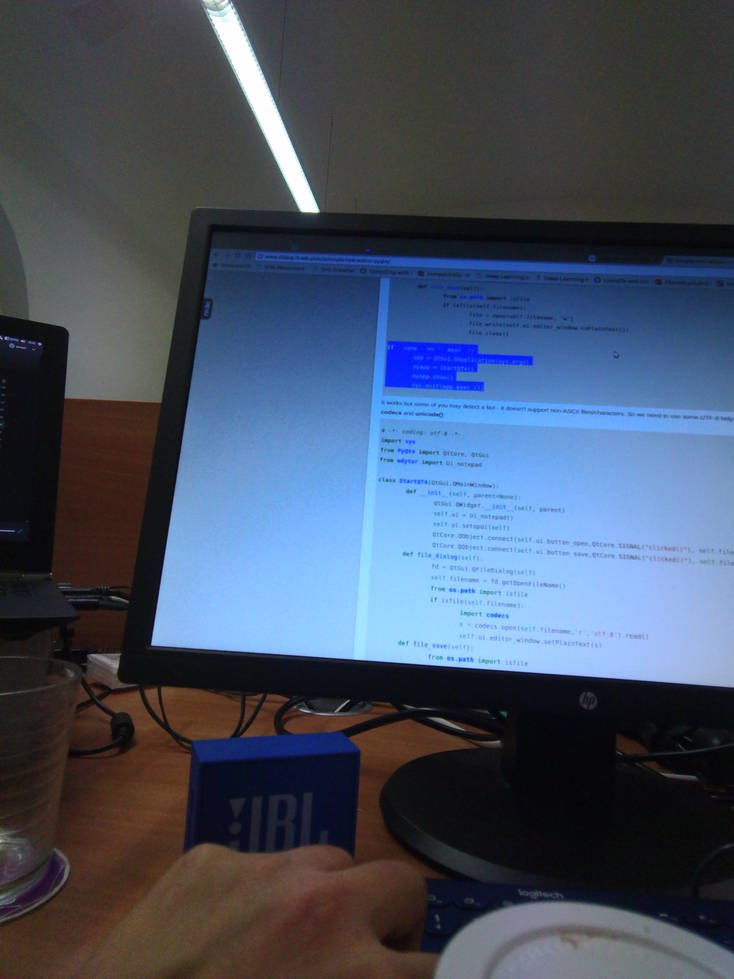 def file_save(self):
from os.path import isfile
if isfile(self.filename):
file = open(self.filename, 'w')
file.write(self.ui.editor_window.toPlainText())
file.close()
if
app = QtGui.QApplication(sys.argv)
myapp = StartQT4()
myapp.show()
sys.exit(app.exec_())
It works but some of you may detect a bug - it doesn't support non-ASCII files/characters. So we need to use some UTF-8 help
codecs and unicode()
# -*- coding: utf-8 -*-
import sys
from PyQt4 import QtCore, QtGui
from edytor import Ui_notepad
class StartQT4(QtGui.QMainWindow):
def __init__(self, parent=None):
QtGui.QWidget.__init__(self, parent)
self.ui = Ui_notepad()
self.ui.setupUi(self)
QtCore.QObject.connect(self.ui.button_open,QtCore.SIGNAL("clicked()"), self.file
QtCore.QObject.connect(self.ui.button_save,QtCore.SIGNAL("clicked()"), self.file
def file_dialog(self):
fd = QtGui.QFileDialog(self)
self.filename = fd.getOpenFileName()
from os.path import isfile
if isfile(self.filename):
import codecs
s = codecs.open(self.filename,'r','utf-8').read()
self.ui.editor_window.setPlainText(s)
def file_save(self):
from os.path import isfile
hp
JBL
logitech